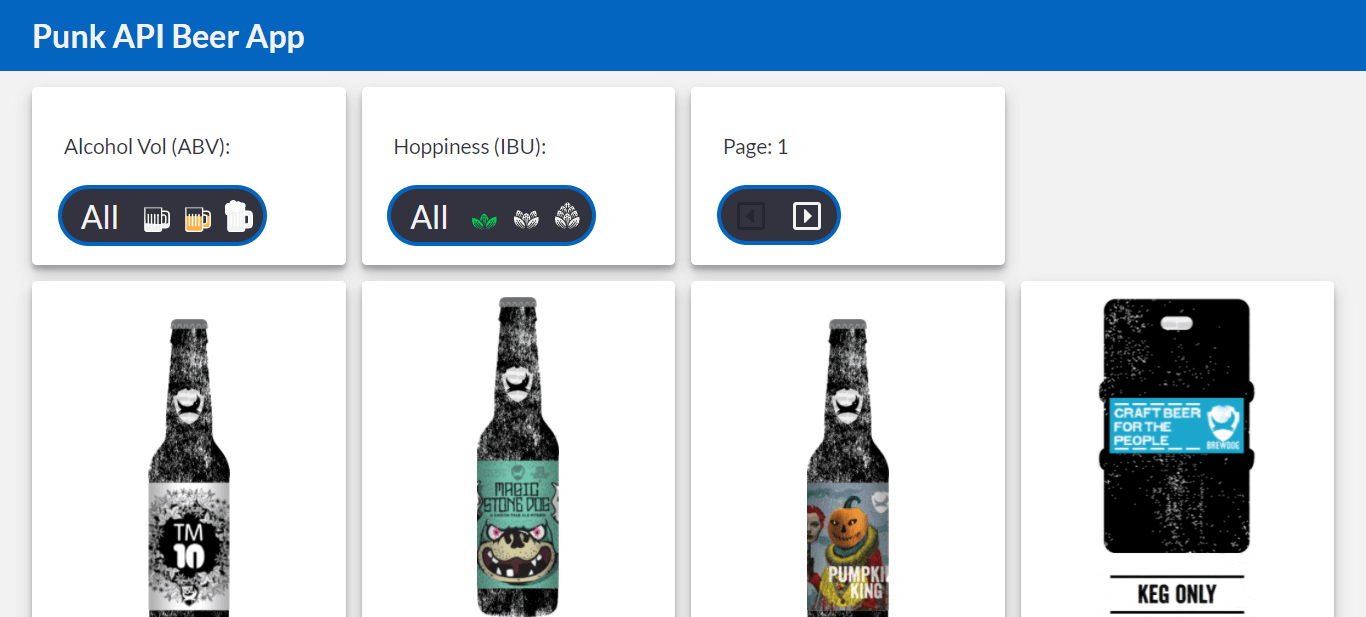 Punk API Beer App
Alcohol Vol (ABV):
All
Hoppiness (IBU):
All
Page: 1
TM
10
MAGIC
STONE DOG
PUMPKI
KING
CRAFT BEER
FOR THE
PEOPLE
BREWDOG
KEG ONLY